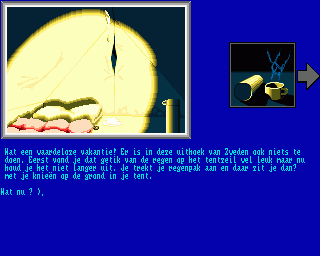 Wat een waardeloze vakantie! Er is in deze uithoek van Zweden ook niets te
doen. Eerst vond je dat getik van de regen op het tentzeil wel leuk maar nu
houd je het niet langer uit. Je trekt je regenpak aan en daar zit je dan?
met je knieën op de grond in je tent.
Wat nu ? >,